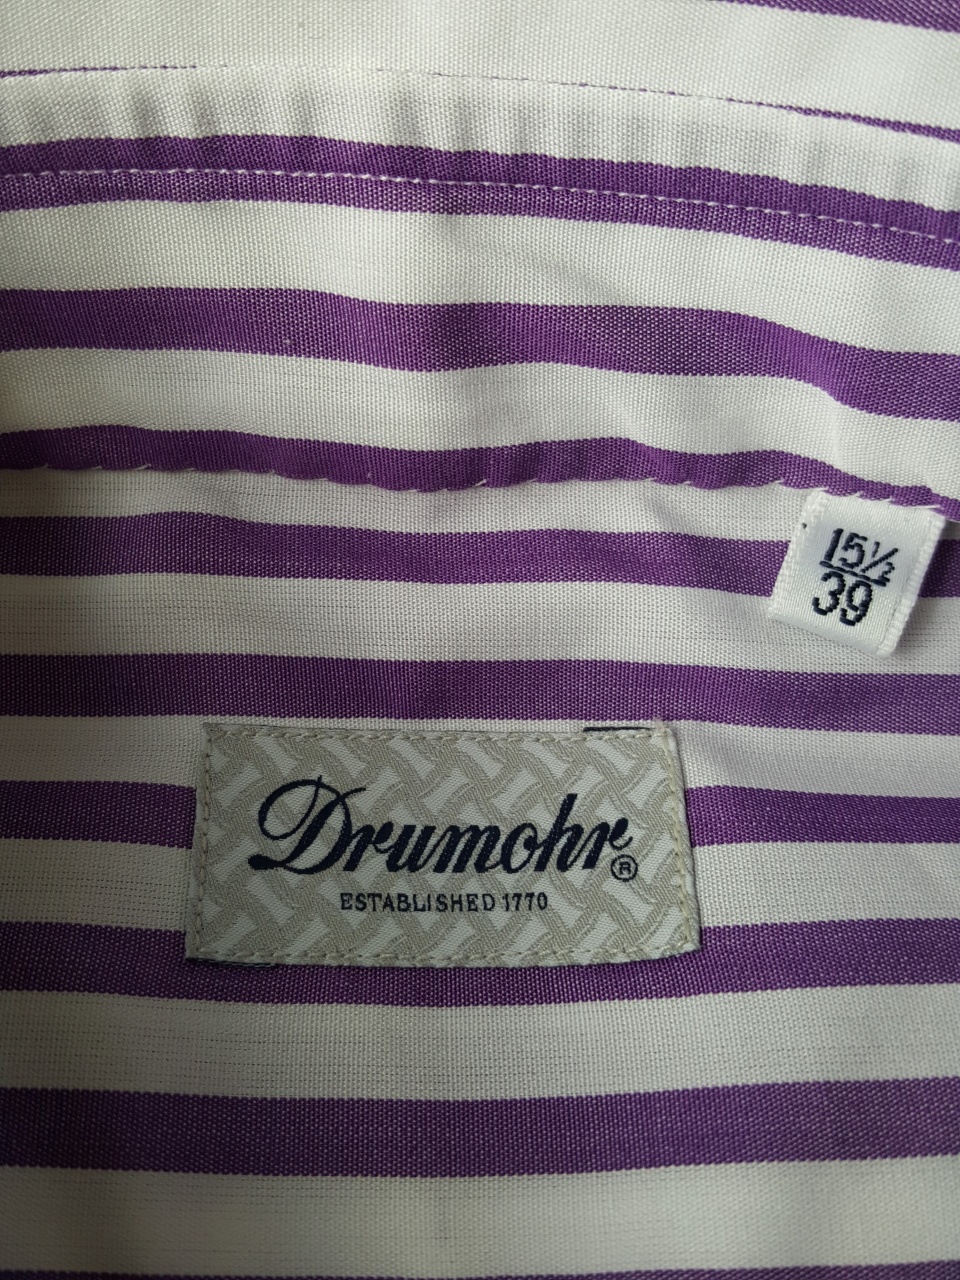 15½
39
Drumohr®
ESTABLISHED 1770